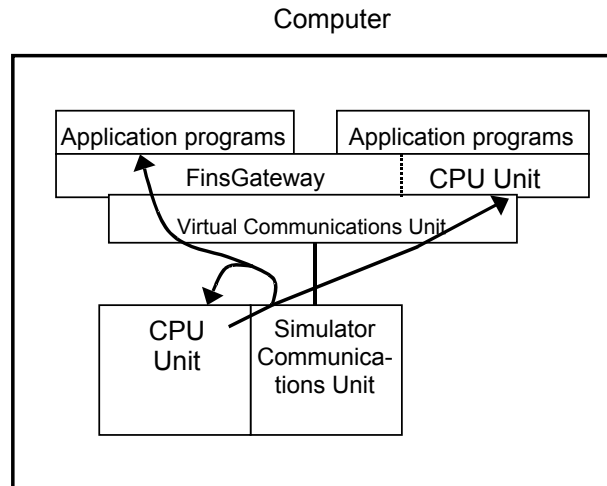 Computer
Application programs
Application programs
FinsGateway
CPU Unit
Virtual Communications Unit
CPU
Unit
Simulator
Communica-
tions Unit